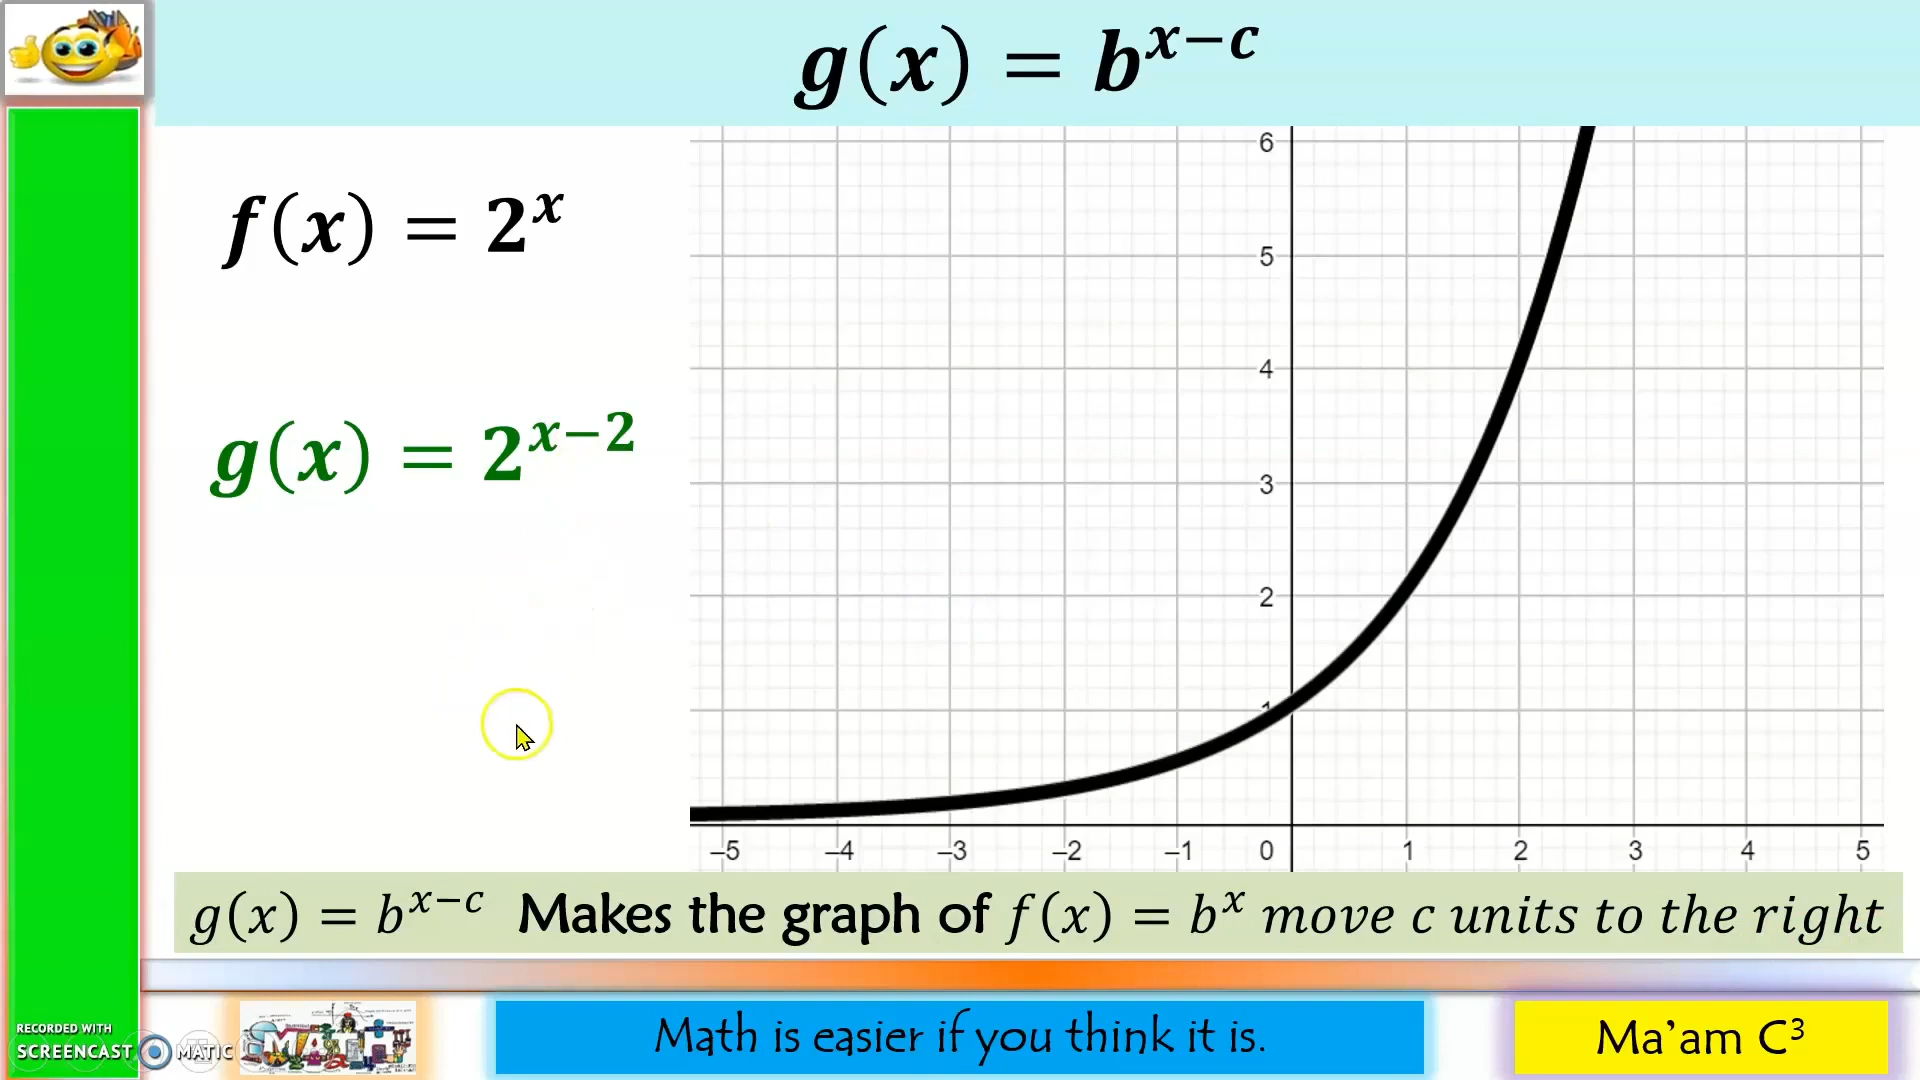 g(x) = b^{x−c}
f(x) = 2^x
g(x) = 2^{x−2}
6
5
4
3
2
1
–5 –4 –3 –2 –1 0 1 2 3 4 5
g(x) = b^{x−c} Makes the graph of f(x) = b^x move c units to the right
RECORDED WITH
SCREENCAST MATIC
MATH
Math is easier if you think it is.
Ma’am C³